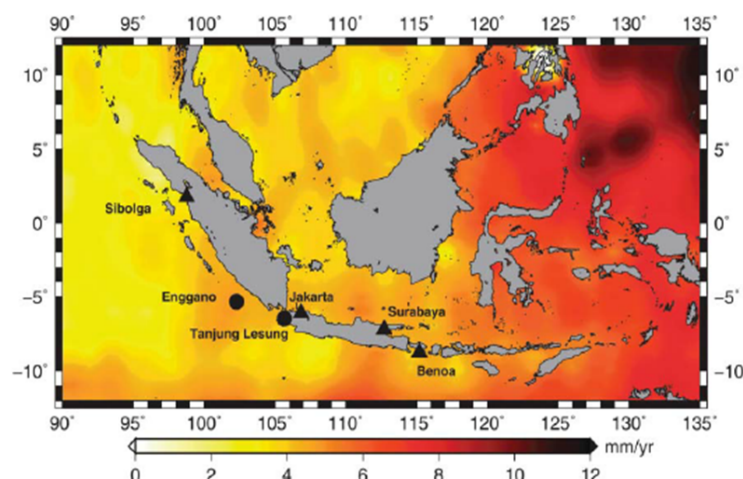 90° 95° 100° 105° 110° 115° 120° 125° 130° 135°
10° 10°
5° 5°
0° 0°
−5° −5°
−10° −10
Sibolga
Enggano
Jakarta
Tanjung Lesung
Surabaya
Benoa
90° 95° 100° 105° 110° 115° 120° 125° 130° 135°
mm/yr
0 2 4 6 8 10 12